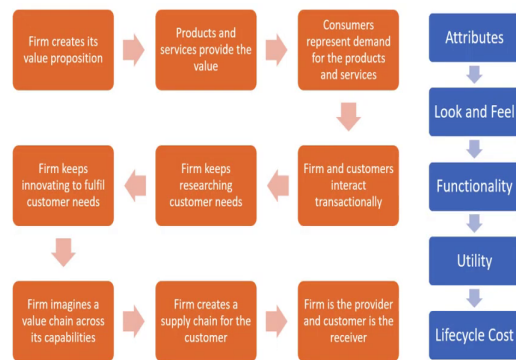 Firm creates its
value proposition
Products and
services provide the
value
Consumers
represent demand
for the products
and services
Firm keeps
innovating to fulfil
customer needs
Firm keeps
researching
customer needs
Firm and customers
interact
transactionally
Firm imagines a
value chain across
its capabilities
Firm creates a
supply chain for the
customer
Firm is the provider
and customer is the
receiver
Attributes
Look and Feel
Functionality
Utility
Lifecycle Cost